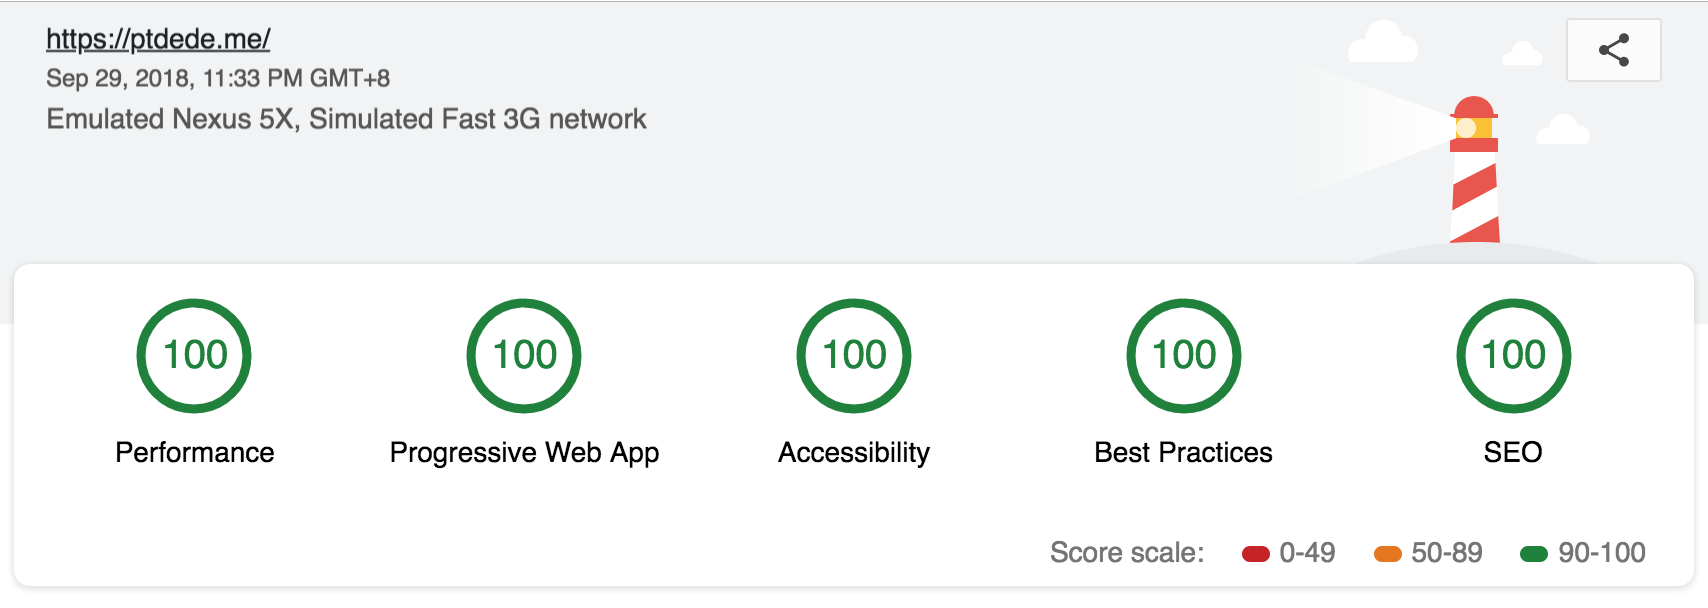 https://ptdede.me/
Sep 29, 2018, 11:33 PM GMT+8
Emulated Nexus 5X, Simulated Fast 3G network
100 100 100 100 100
Performance Progressive Web App Accessibility Best Practices SEO
Score scale: 0-49 50-89 90-100